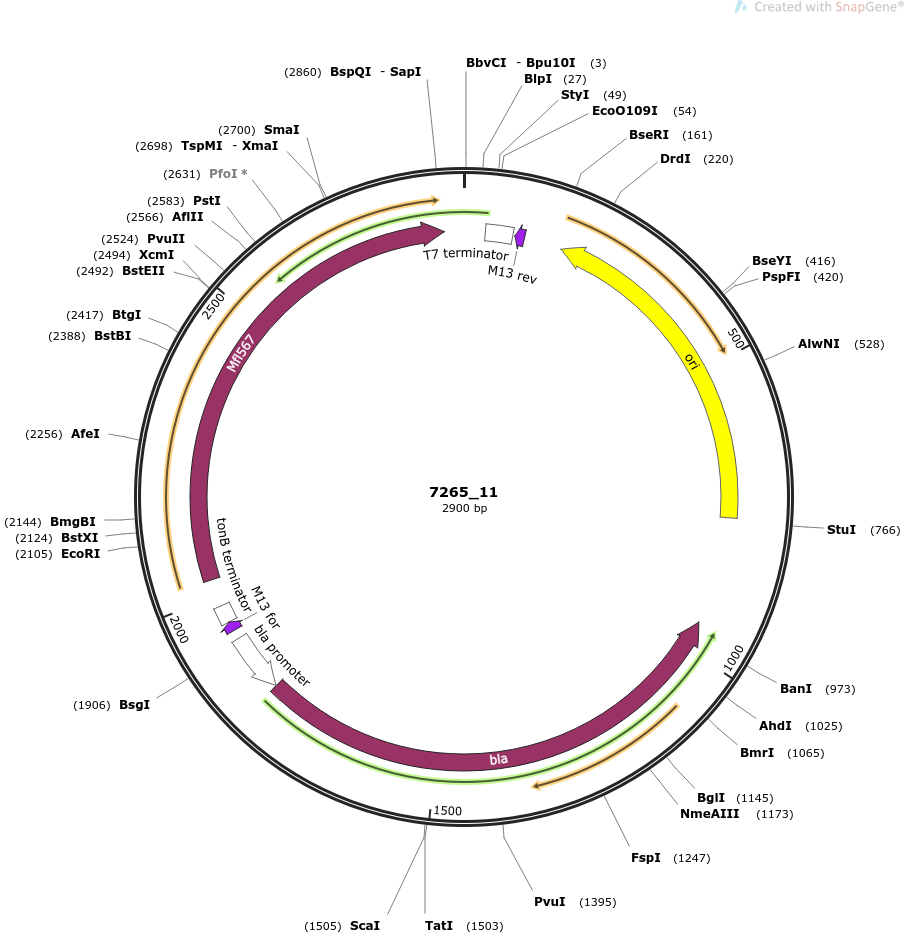 Created with SnapGene®
(2860) BspQI - SapI
BbvCI - Bpu10I (3)
BlpI (27)
StyI (49)
EcoO109I (54)
BseRI (161)
DrdI (220)
(2700) SmaI
(2698) TspMI - XmaI
(2631) PfoI *
(2583) PstI
(2566) AflII
(2524) PvuII
(2494) XcmI
(2492) BstEII
(2417) BtgI
(2388) BstBI
(2256) AfeI
(2144) BmgBI
(2124) BstXI
(2105) EcoRI
(1906) BsgI
BseYI (416)
PspFI (420)
AlwNI (528)
StuI (766)
BanI (973)
AhdI (1025)
BmrI (1065)
BglI (1145)
NmeAIII (1173)
FspI (1247)
PvuI (1395)
TatI (1503)
(1505) ScaI
T7 terminator
M13 rev
ori
500
1000
1500
2000
2500
Mfl567
tonB terminator
M13 for
bla promoter
bla
7265_11
2900 bp